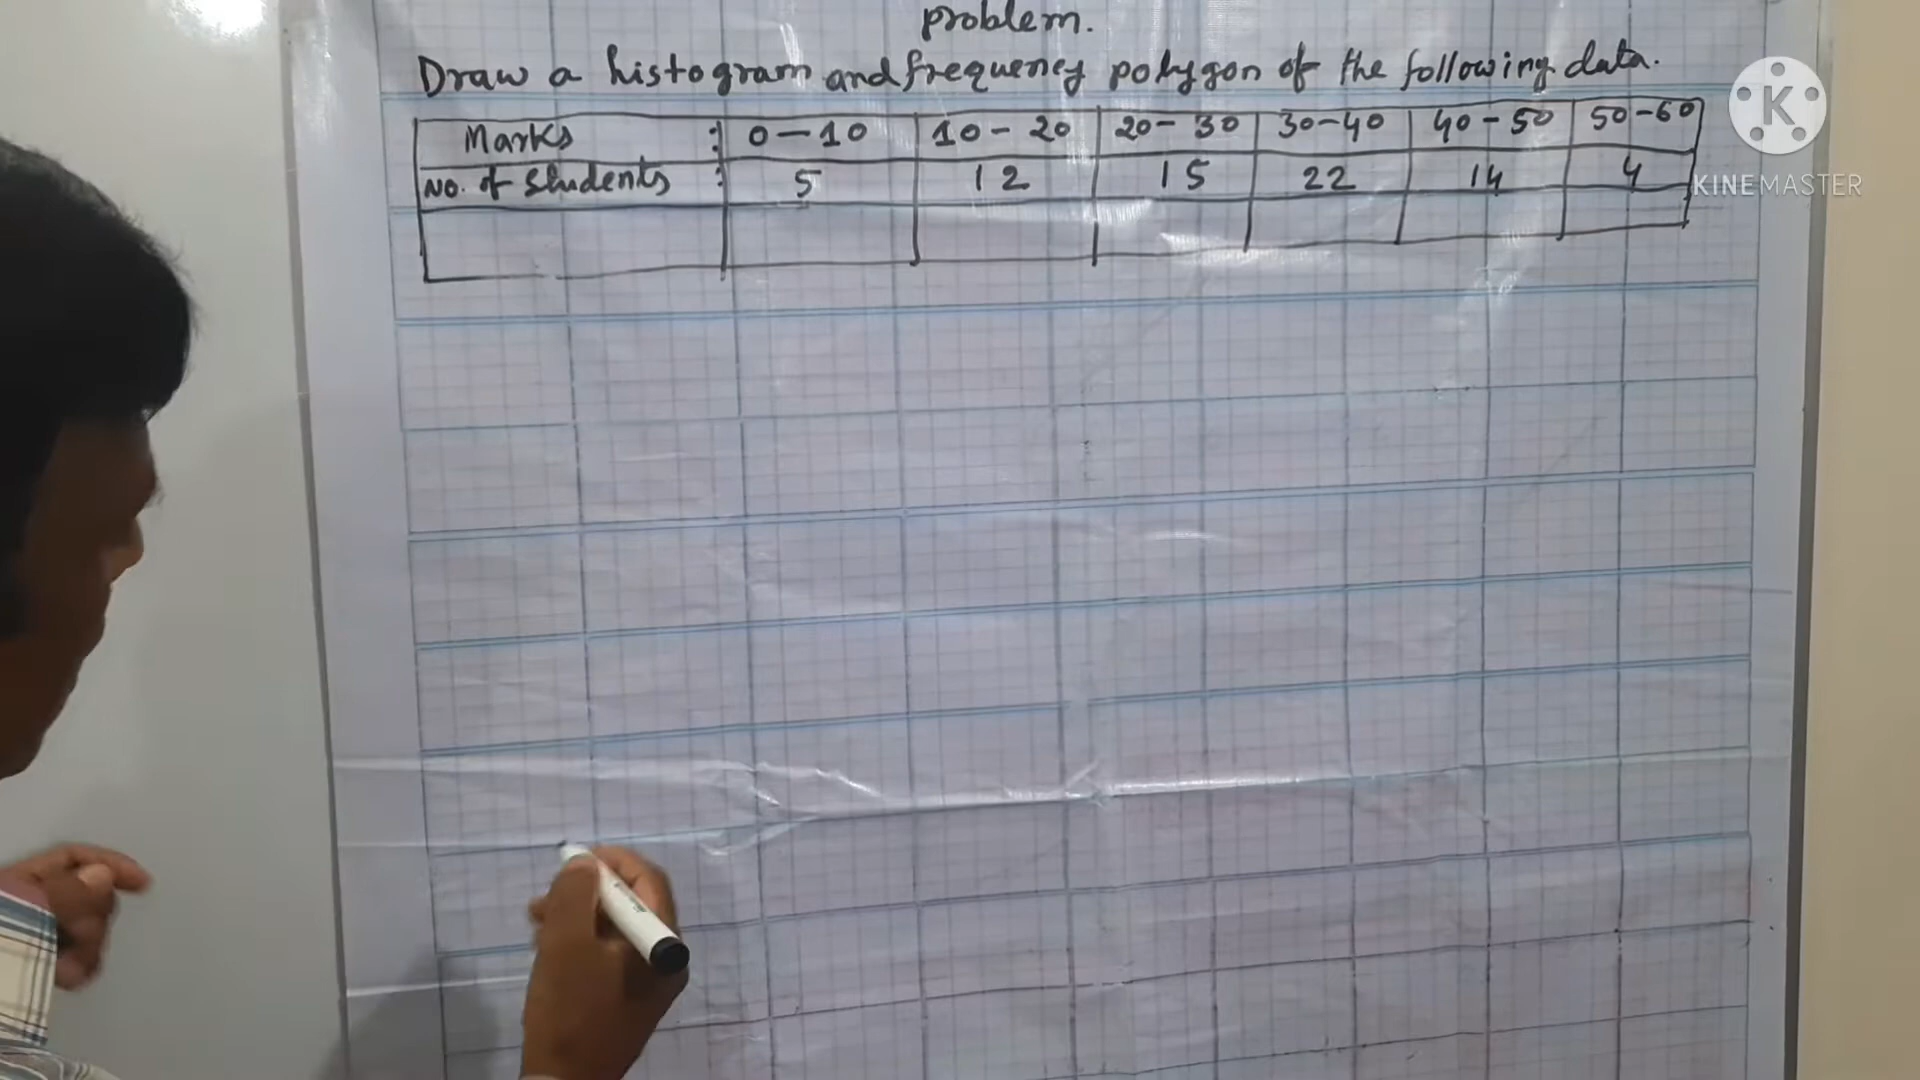 problem.
Draw a histogram and frequency polygon of the following data.
Marks : 0-10 10-20 20-30 30-40 40-50 50-60
No. of Students : 5 12 15 22 14 4
K
KINEMASTER